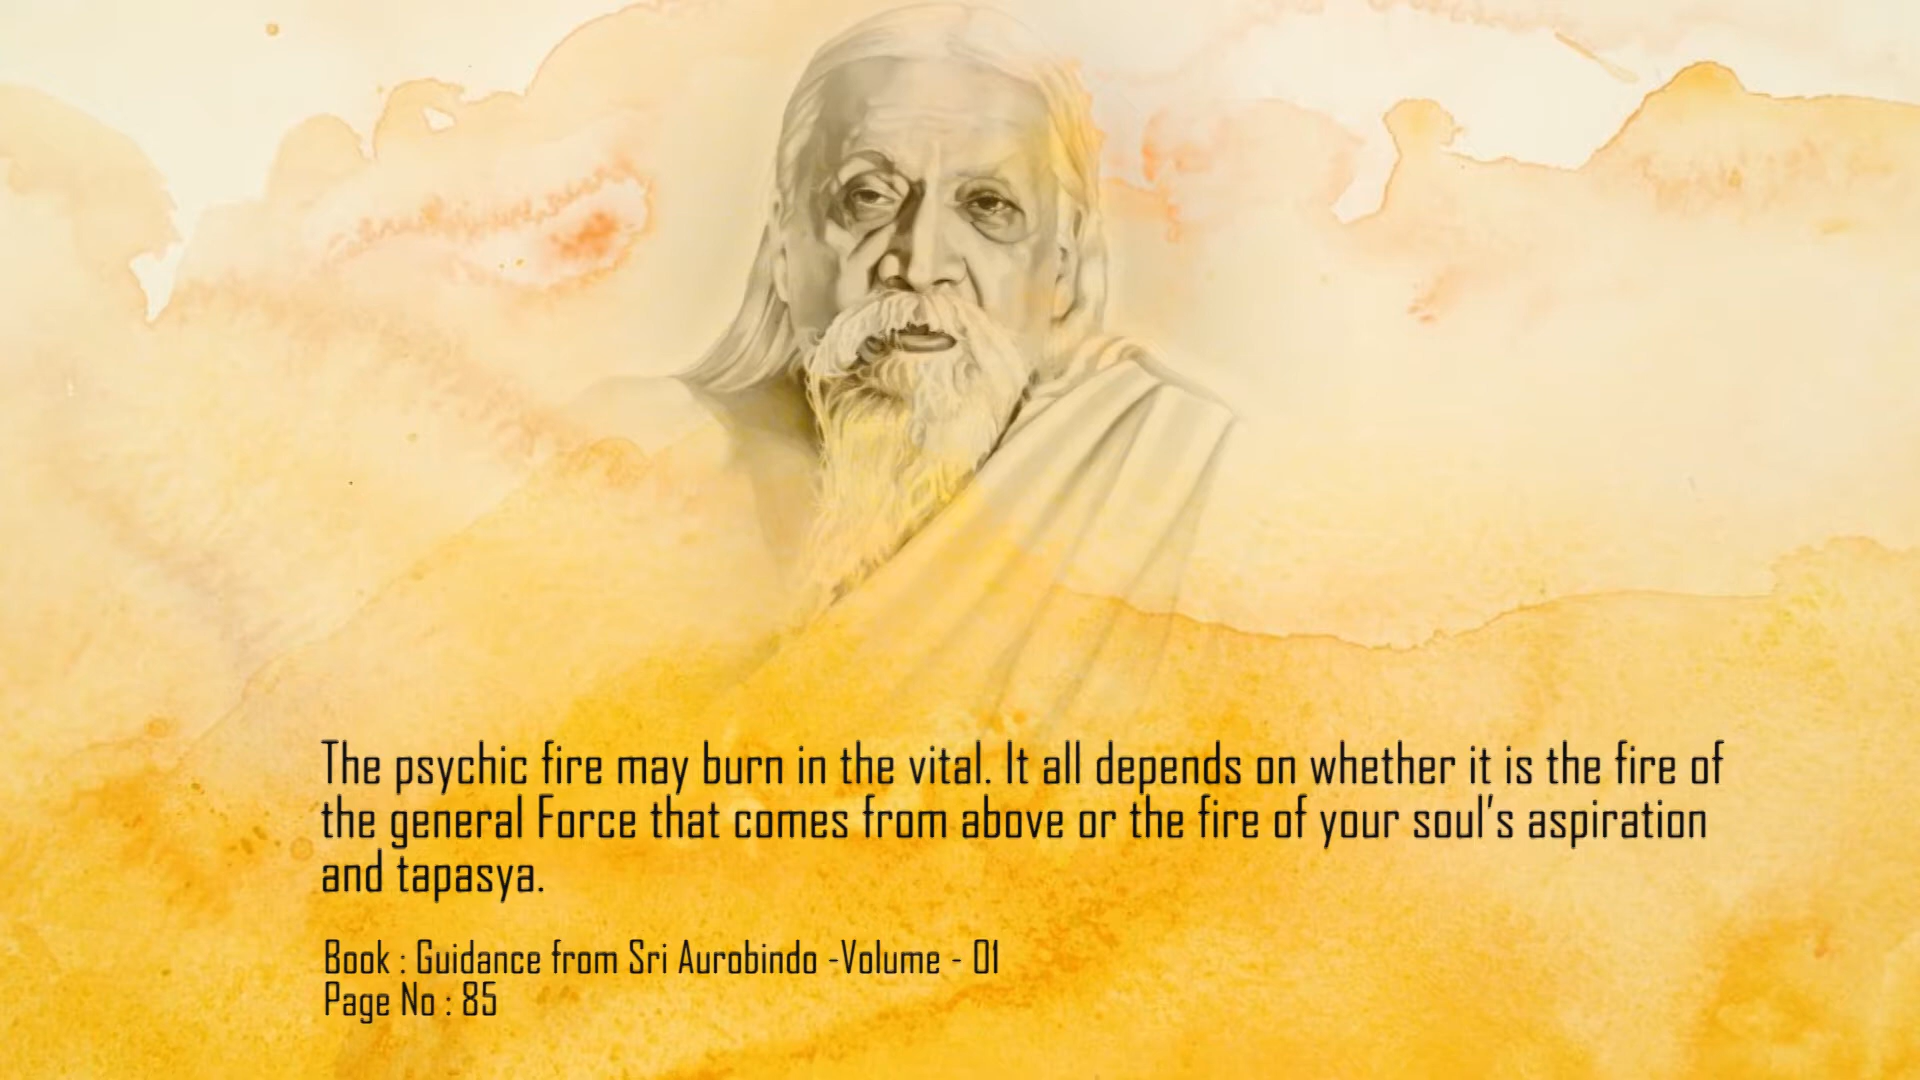 The psychic fire may burn in the vital. It all depends on whether it is the fire of
the general Force that comes from above or the fire of your soul's aspiration
and tapasya.
Book : Guidance from Sri Aurobindo -Volume - 01
Page No : 85